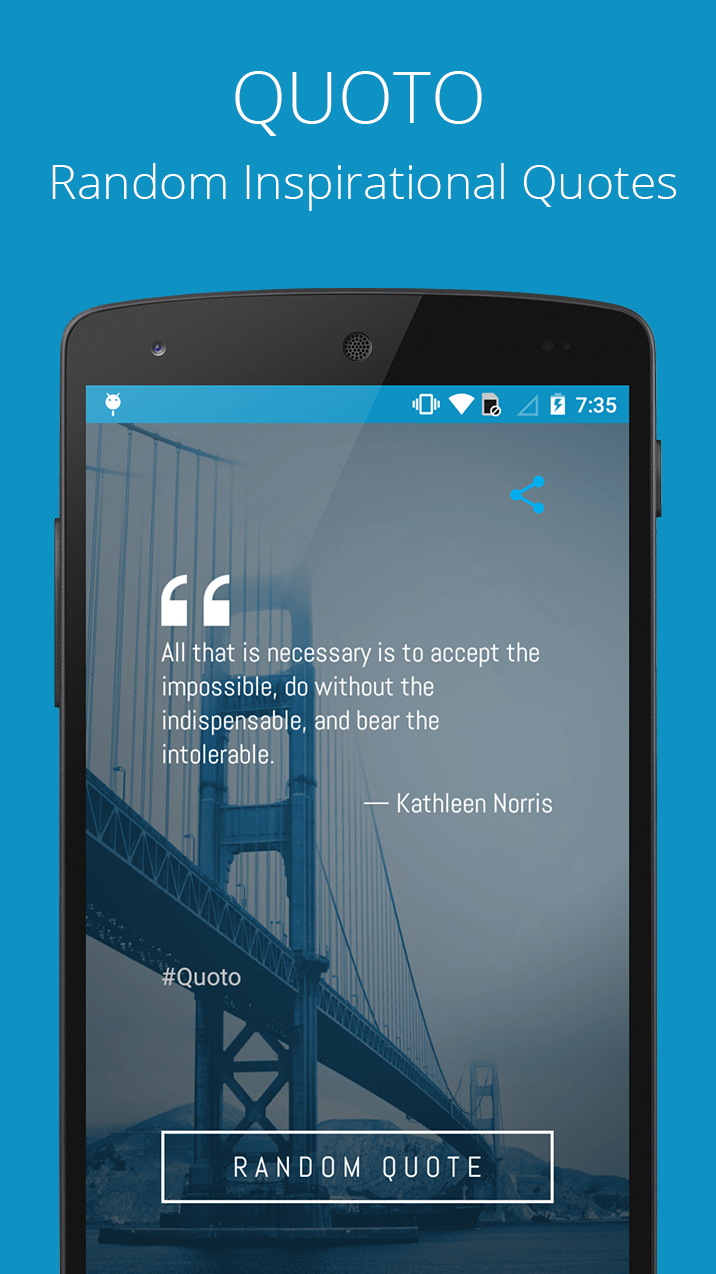 QUOTO
Random Inspirational Quotes
7:35
All that is necessary is to accept the
impossible, do without the
indispensable, and bear the
intolerable.
— Kathleen Norris
#Quoto
RANDOM QUOTE